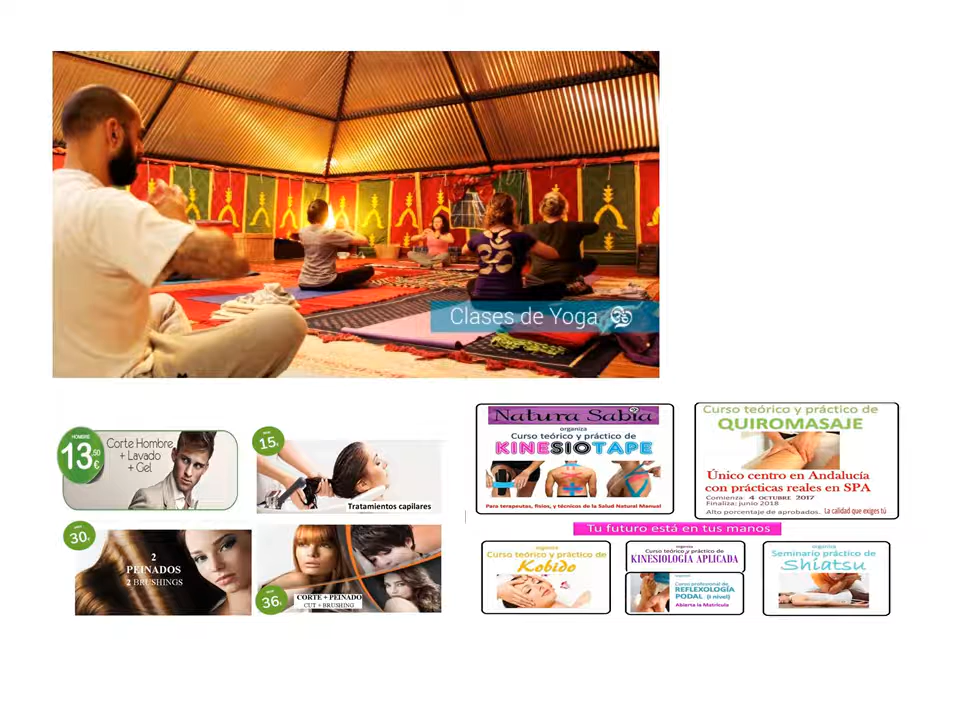 Clases de Yoga
HOMBRE
13,50
€
Corte Hombre
+ Lavado
+ Gel
15
Tratamientos capilares
30
2
PEINADOS
2 BRUSHINGS
36
CORTE + PEINADO
CUT + BRUSHING
Natura Sabia
organiza
Curso teórico y práctico de
KINESIOTAPE
Para terapeutas, fisios, y técnicos de la Salud Natural Manual
Curso teórico y práctico de
QUIROMASAJE
Único centro en Andalucía
con prácticas reales en SPA
Comienza: 4 OCTUBRE 2017
Finaliza: junio 2018
Alto porcentaje de aprobados. La calidad que exiges tú
Tu futuro está en tus manos
organiza
Curso teórico y práctico de
Kobido
organiza
Curso teórico y práctico de
KINESIOLOGÍA APLICADA
organiza
Curso profesional de
REFLEXOLOGÍA
PODAL (I nivel)
Abierta la Matrícula
organiza
Seminario práctico de
Shiatsu